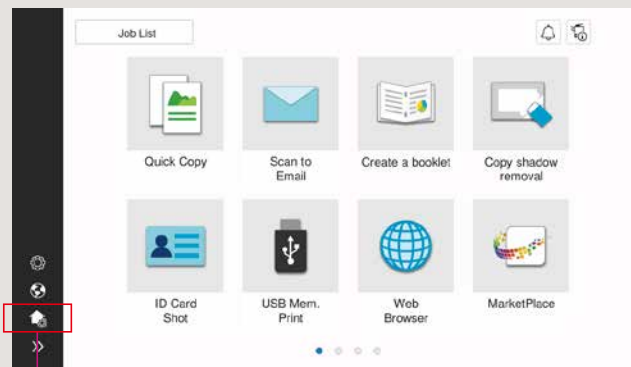 Job List
Quick Copy
Scan to
Email
Create a booklet
Copy shadow
removal
ID Card
Shot
USB Mem.
Print
Web
Browser
MarketPlace